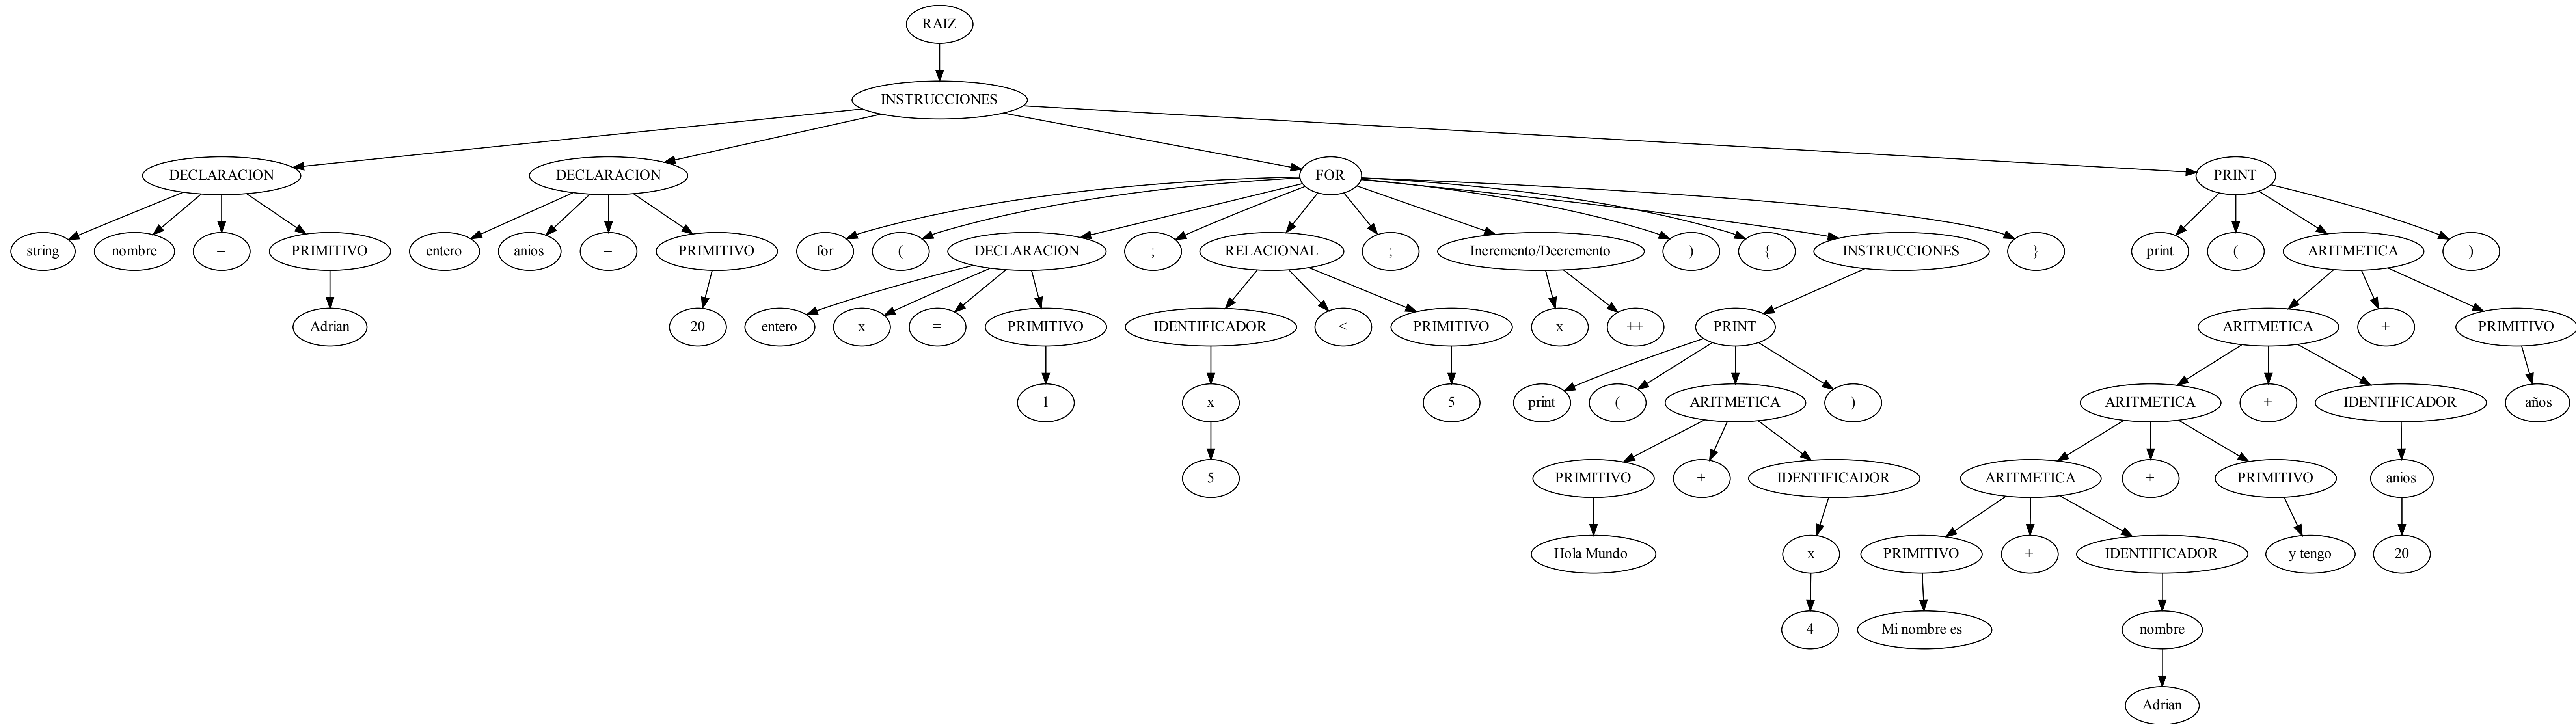 RAIZ
INSTRUCCIONES
DECLARACION DECLARACION FOR PRINT
string nombre = PRIMITIVO entero anios = PRIMITIVO for ( DECLARACION ; RELACIONAL ; Incremento/Decremento ) { INSTRUCCIONES } print ( ARITMETICA )
Adrian 20 entero x = PRIMITIVO IDENTIFICADOR < PRIMITIVO x ++ PRINT ARITMETICA + PRIMITIVO
1 x 5 print ( ARITMETICA ) ARITMETICA + IDENTIFICADOR años
5 PRIMITIVO + IDENTIFICADOR ARITMETICA + PRIMITIVO anios
Hola Mundo x PRIMITIVO + IDENTIFICADOR y tengo 20
4 Mi nombre es nombre
Adrian